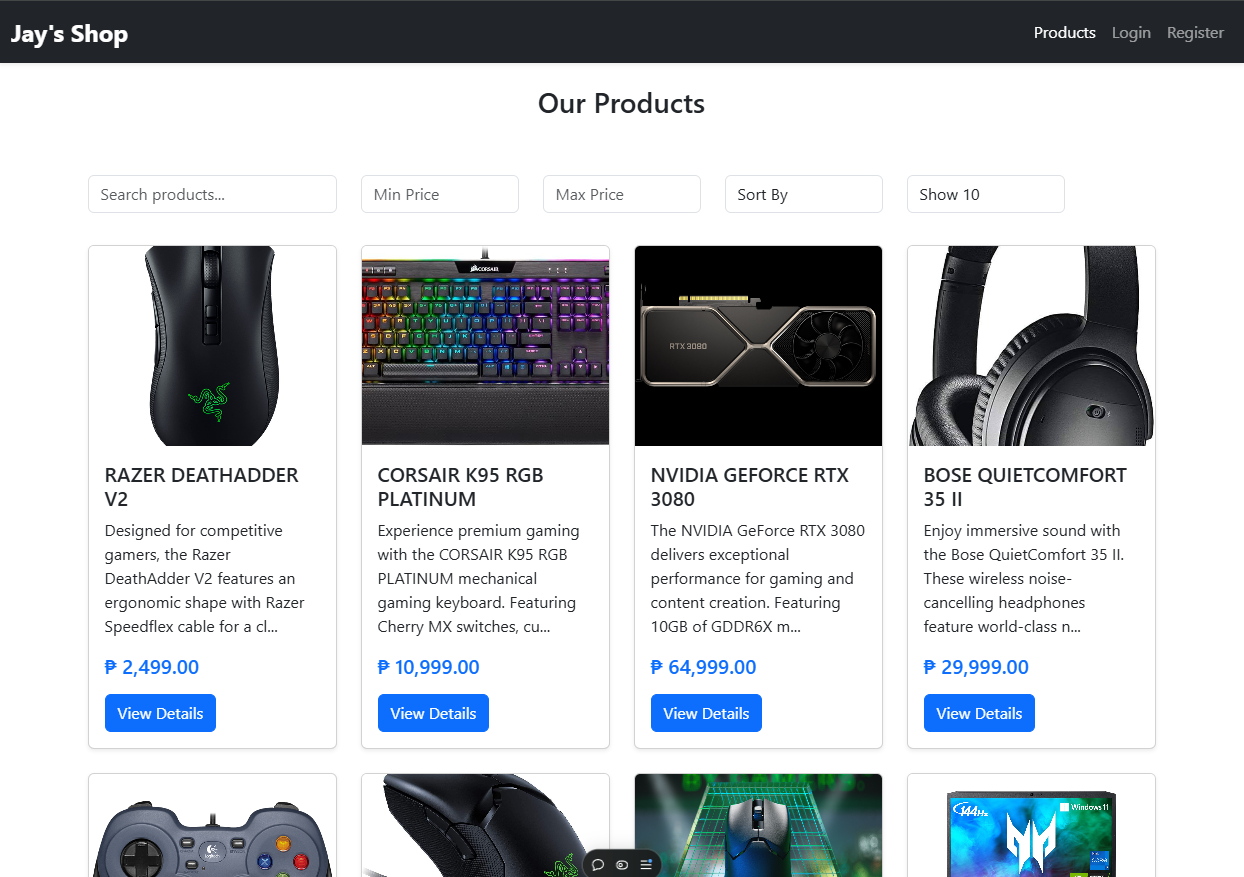 Jay's Shop
Products Login Register
Our Products
Search products...
Min Price
Max Price
Sort By
Show 10
CORSAIR
RTX 3080
RAZER DEATHADDER
V2
Designed for competitive
gamers, the Razer
DeathAdder V2 features an
ergonomic shape with Razer
Speedflex cable for a cl...
₱ 2,499.00
View Details
CORSAIR K95 RGB
PLATINUM
Experience premium gaming
with the CORSAIR K95 RGB
PLATINUM mechanical
gaming keyboard. Featuring
Cherry MX switches, cu...
₱ 10,999.00
View Details
NVIDIA GEFORCE RTX
3080
The NVIDIA GeForce RTX 3080
delivers exceptional
performance for gaming and
content creation. Featuring
10GB of GDDR6X m...
₱ 64,999.00
View Details
BOSE QUIETCOMFORT
35 II
Enjoy immersive sound with
the Bose QuietComfort 35 II.
These wireless noise-
cancelling headphones
feature world-class n...
₱ 29,999.00
View Details
Logitech
144Hz
Windows 11